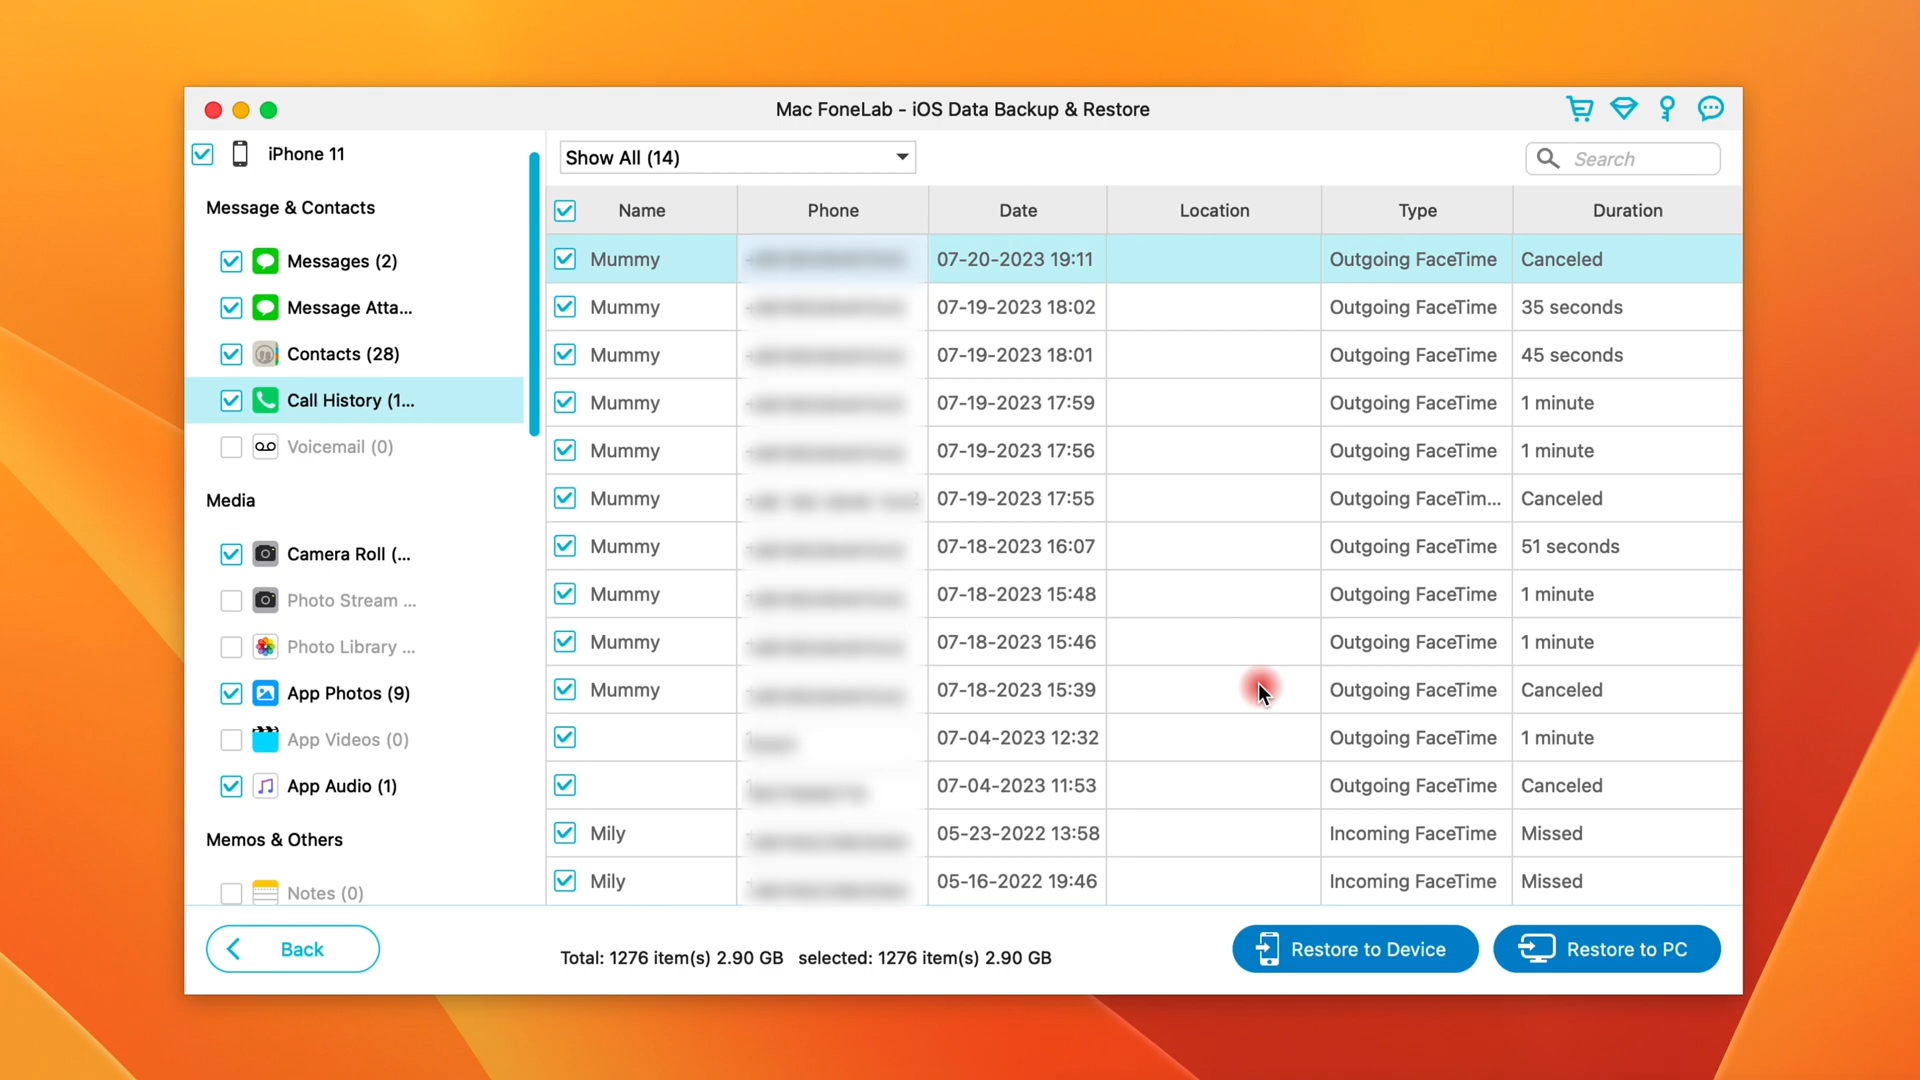 Mac FoneLab - iOS Data Backup & Restore
iPhone 11
Show All (14)
Search
Message & Contacts
Messages (2)
Message Atta...
Contacts (28)
Call History (1...
Voicemail (0)
Media
Camera Roll (...
Photo Stream ...
Photo Library ...
App Photos (9)
App Videos (0)
App Audio (1)
Memos & Others
Notes (0)
Name Phone Date Location Type Duration
Mummy 07-20-2023 19:11 Outgoing FaceTime Canceled
Mummy 07-19-2023 18:02 Outgoing FaceTime 35 seconds
Mummy 07-19-2023 18:01 Outgoing FaceTime 45 seconds
Mummy 07-19-2023 17:59 Outgoing FaceTime 1 minute
Mummy 07-19-2023 17:56 Outgoing FaceTime 1 minute
Mummy 07-19-2023 17:55 Outgoing FaceTim... Canceled
Mummy 07-18-2023 16:07 Outgoing FaceTime 51 seconds
Mummy 07-18-2023 15:48 Outgoing FaceTime 1 minute
Mummy 07-18-2023 15:46 Outgoing FaceTime 1 minute
Mummy 07-18-2023 15:39 Outgoing FaceTime Canceled
07-04-2023 12:32 Outgoing FaceTime 1 minute
07-04-2023 11:53 Outgoing FaceTime Canceled
Mily 05-23-2022 13:58 Incoming FaceTime Missed
Mily 05-16-2022 19:46 Incoming FaceTime Missed
Back
Total: 1276 item(s) 2.90 GB selected: 1276 item(s) 2.90 GB
Restore to Device
Restore to PC